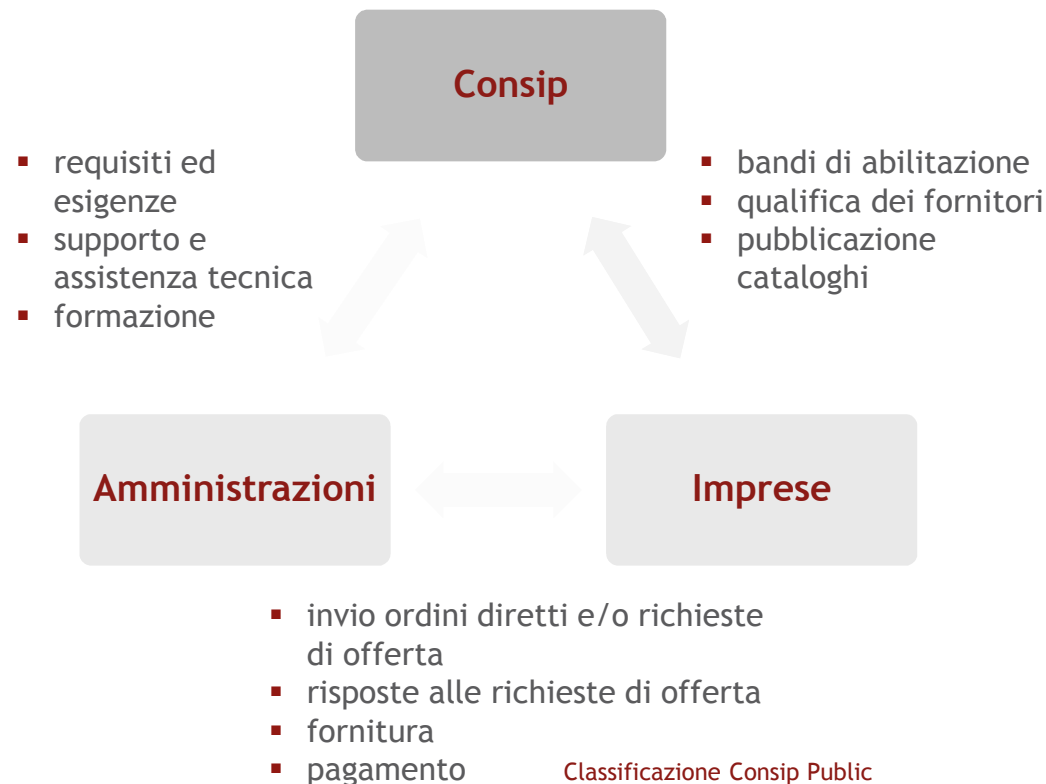 Consip
requisiti ed
esigenze
supporto e
assistenza tecnica
formazione
bandi di abilitazione
qualifica dei fornitori
pubblicazione
cataloghi
Amministrazioni
Imprese
invio ordini diretti e/o richieste
di offerta
risposte alle richieste di offerta
fornitura
pagamento
Classificazione Consip Public